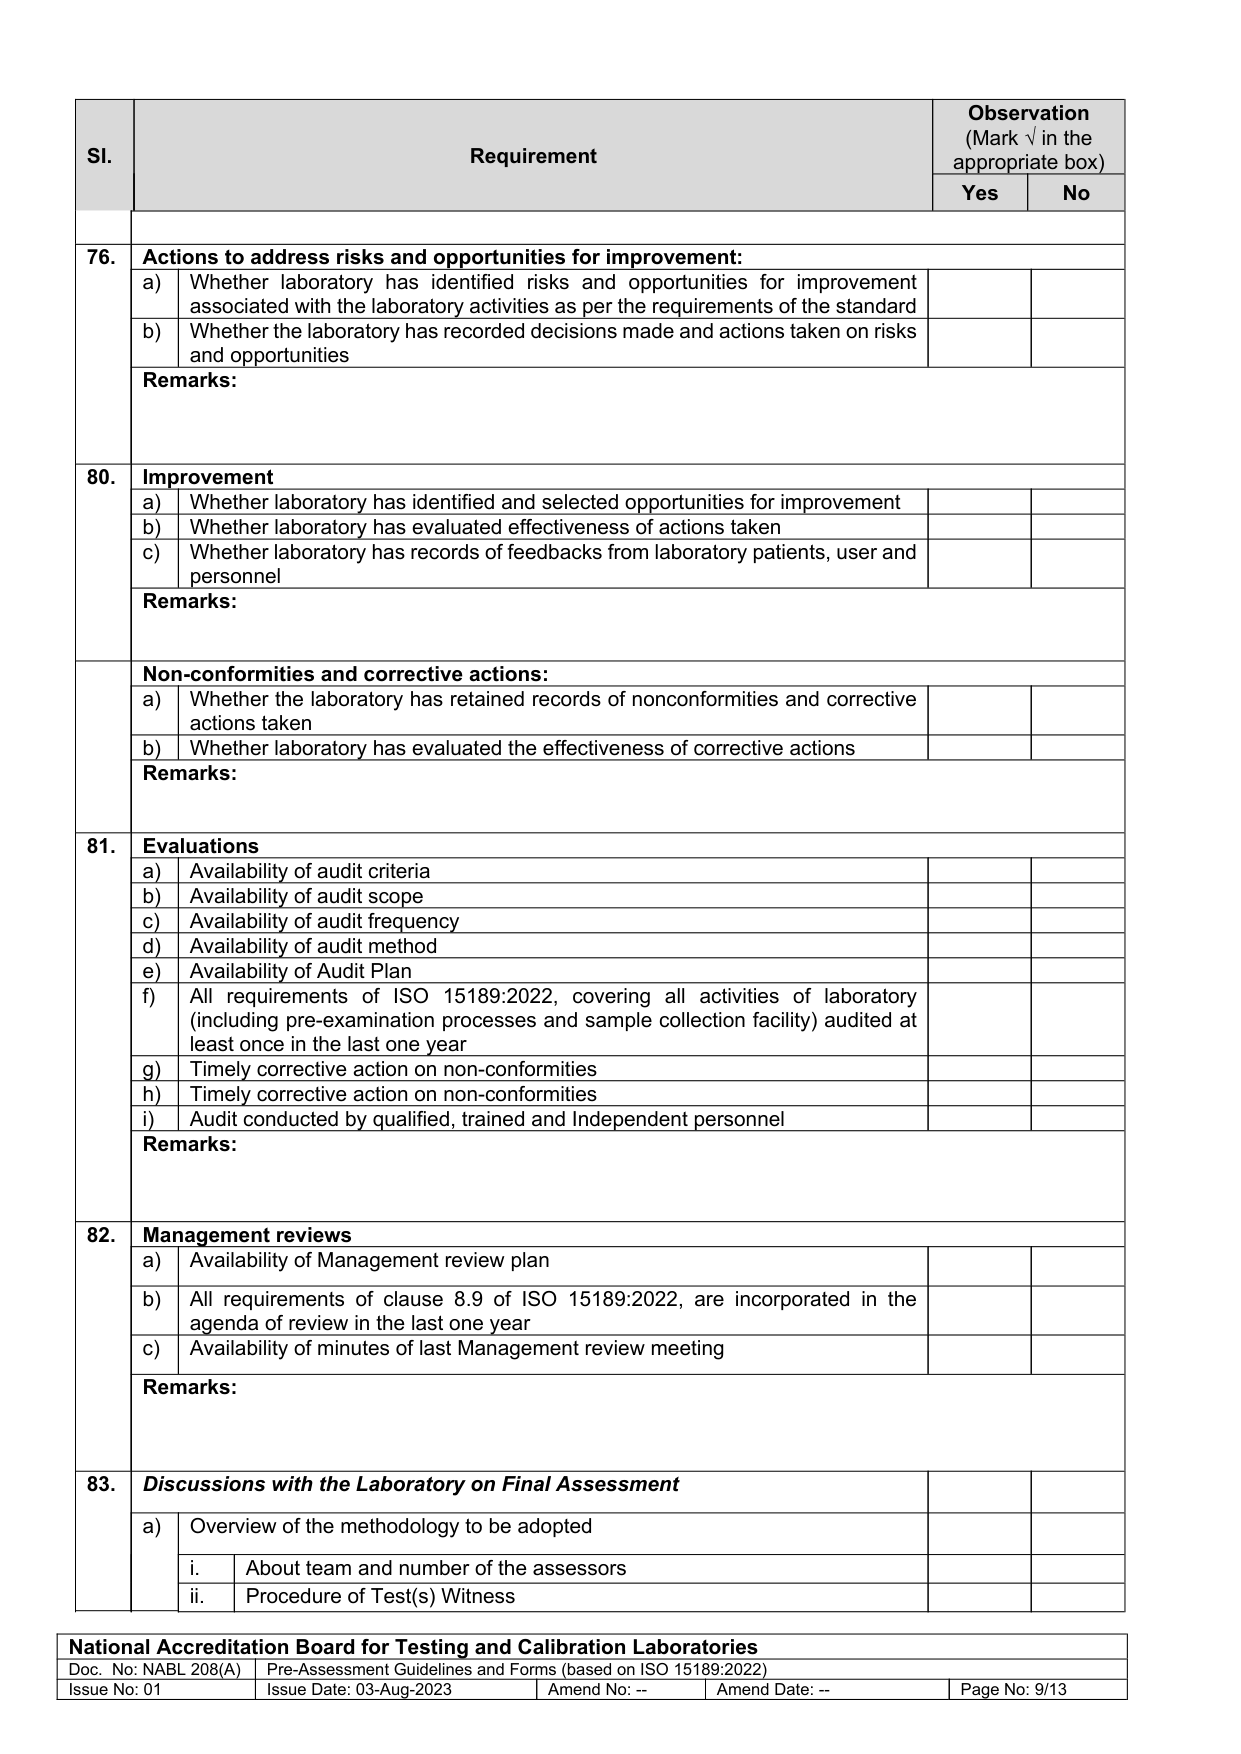 Sl.
Requirement
Observation
(Mark √ in the
appropriate box)
Yes
No
76. Actions to address risks and opportunities for improvement:
a) Whether laboratory has identified risks and opportunities for improvement
associated with the laboratory activities as per the requirements of the standard
b) Whether the laboratory has recorded decisions made and actions taken on risks
and opportunities
Remarks:
80. Improvement
a) Whether laboratory has identified and selected opportunities for improvement
b) Whether laboratory has evaluated effectiveness of actions taken
c) Whether laboratory has records of feedbacks from laboratory patients, user and
personnel
Remarks:
Non-conformities and corrective actions:
a) Whether the laboratory has retained records of nonconformities and corrective
actions taken
b) Whether laboratory has evaluated the effectiveness of corrective actions
Remarks:
81. Evaluations
a) Availability of audit criteria
b) Availability of audit scope
c) Availability of audit frequency
d) Availability of audit method
e) Availability of Audit Plan
f) All requirements of ISO 15189:2022, covering all activities of laboratory
(including pre-examination processes and sample collection facility) audited at
least once in the last one year
g) Timely corrective action on non-conformities
h) Timely corrective action on non-conformities
i) Audit conducted by qualified, trained and Independent personnel
Remarks:
82. Management reviews
a) Availability of Management review plan
b) All requirements of clause 8.9 of ISO 15189:2022, are incorporated in the
agenda of review in the last one year
c) Availability of minutes of last Management review meeting
Remarks:
83. Discussions with the Laboratory on Final Assessment
a) Overview of the methodology to be adopted
i. About team and number of the assessors
ii. Procedure of Test(s) Witness
National Accreditation Board for Testing and Calibration Laboratories
Doc. No: NABL 208(A) Pre-Assessment Guidelines and Forms (based on ISO 15189:2022)
Issue No: 01 Issue Date: 03-Aug-2023 Amend No: -- Amend Date: -- Page No: 9/13